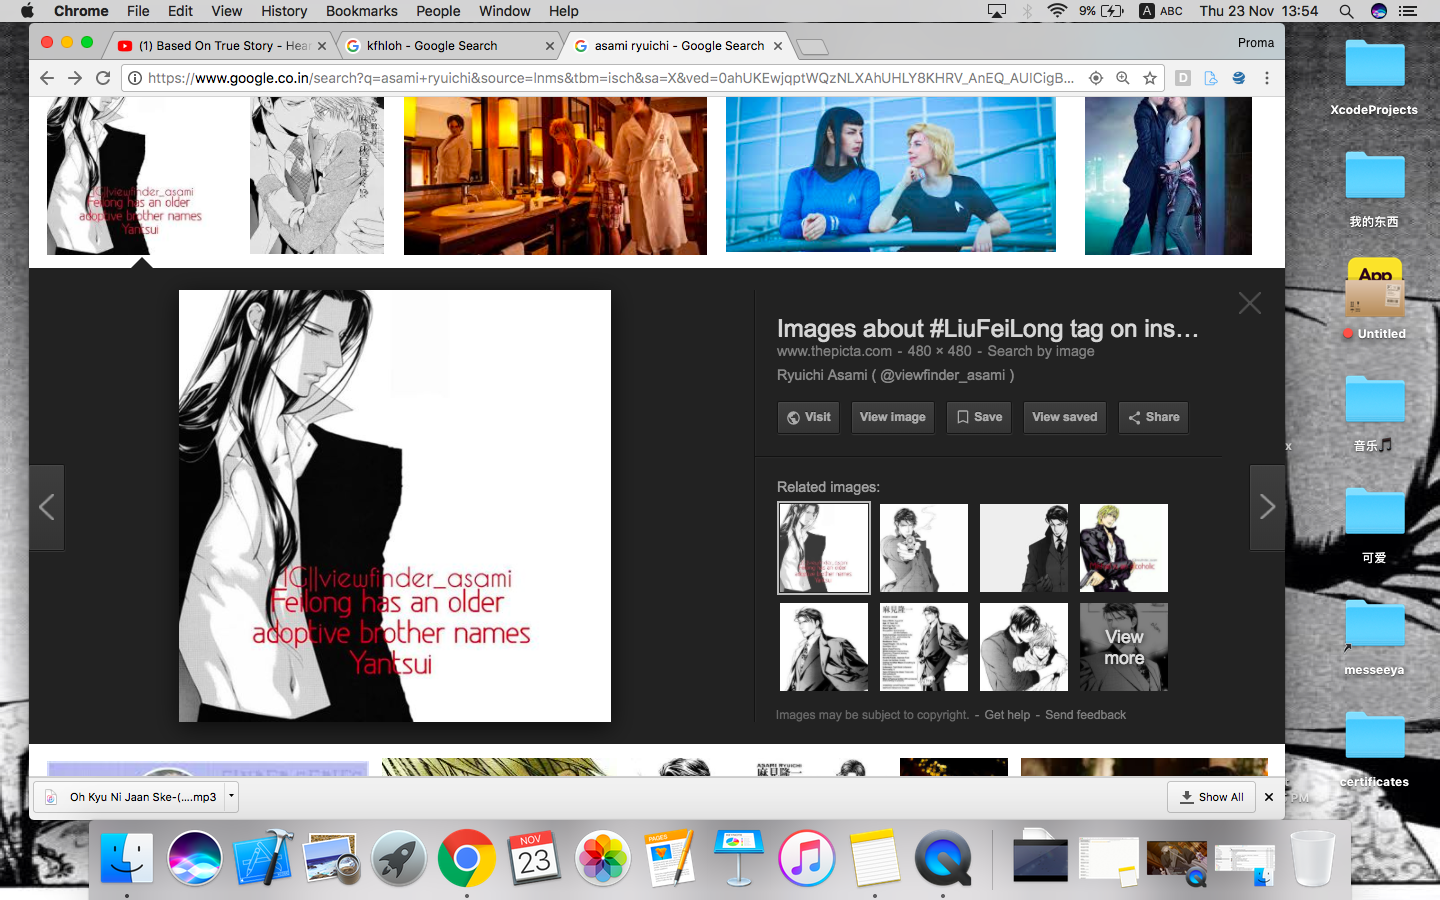 Chrome File Edit View History Bookmarks People Window Help
9% A ABC Thu 23 Nov 13:54
(1) Based On True Story - Hear
kfhloh - Google Search
asami ryuichi - Google Search
Proma
https://www.google.co.in/search?q=asami+ryuichi&source=lnms&tbm=isch&sa=X&ved=0ahUKEwjqptWQzNLXAhUHLY8KHRV_AnEQ_AUICigB...
IG||viewfinder_asami
Feilong has an older
adoptive brother names
Yantsui
Images about #LiuFeiLong tag on ins...
www.thepicta.com - 480 × 480 - Search by image
Ryuichi Asami ( @viewfinder_asami )
Visit View image Save View saved Share
Related images:
IG||viewfinder_asami
Feilong has an older
adoptive brother names
Yantsui
View
more
Images may be subject to copyright. - Get help - Send feedback
ASAMI RYUICHI
Oh Kyu Ni Jaan Ske-(....mp3
Show All
XcodeProjects
我的东西
App
Untitled
音乐🎵
可爱
messeeya
certificates
PM
NOV
23
PAGES